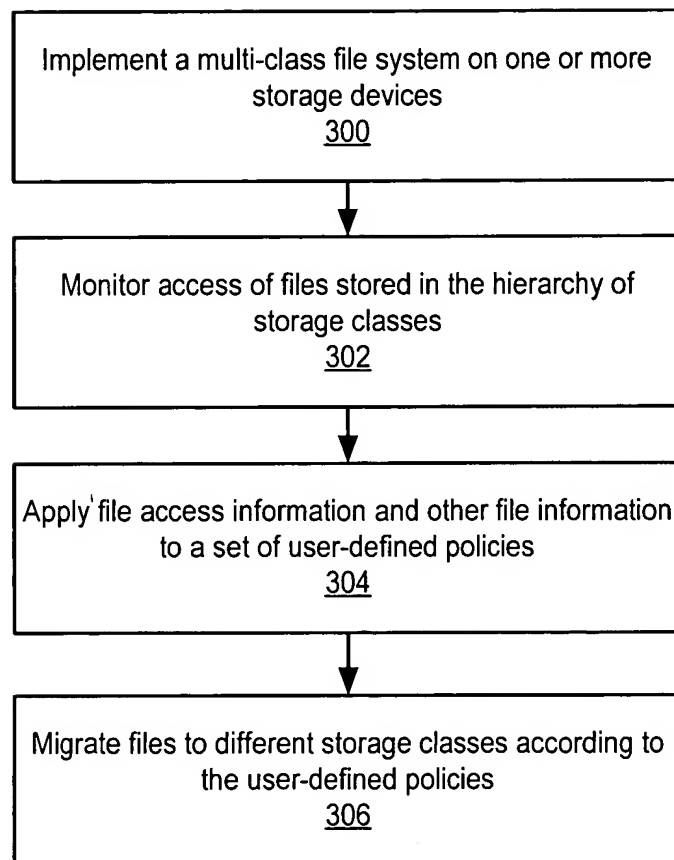 Implement a multi-class file system on one or more
storage devices
300
Monitor access of files stored in the hierarchy of
storage classes
302
Apply file access information and other file information
to a set of user-defined policies
304
Migrate files to different storage classes according to
the user-defined policies
306